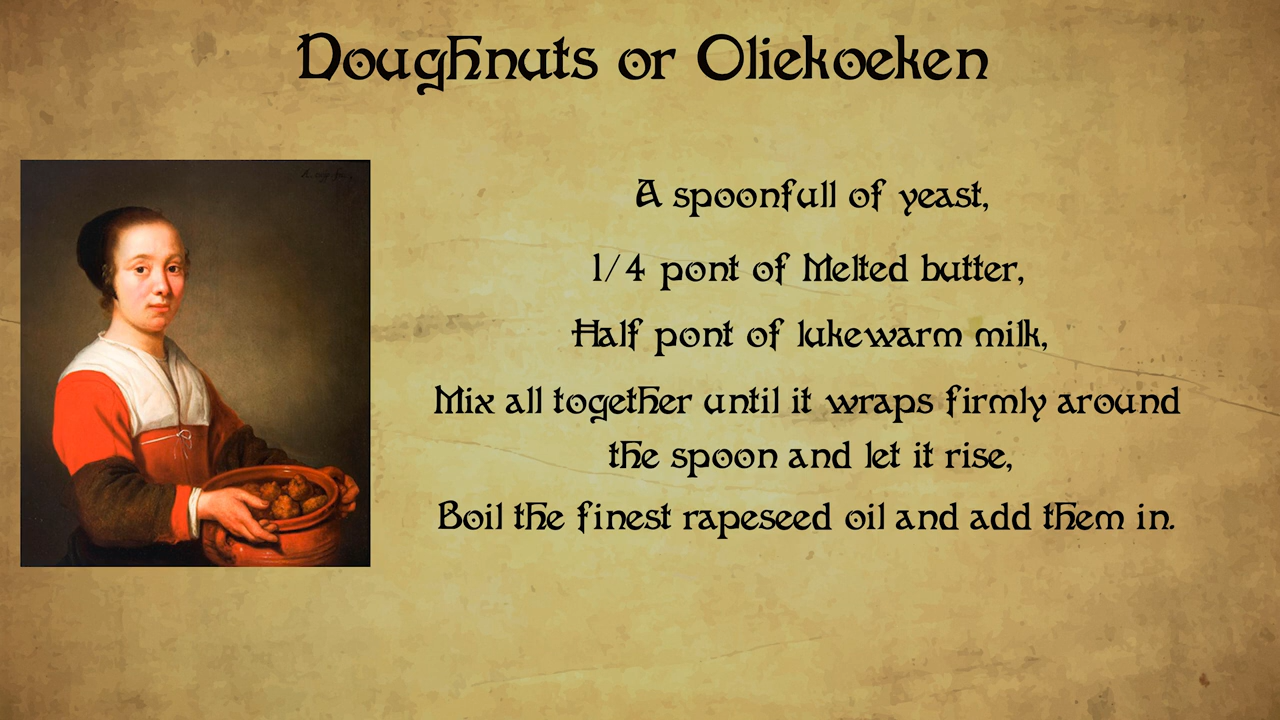 Doughnuts or Oliekoeken
A spoonfull of yeast,
1/4 pont of Melted butter,
Half pont of lukewarm milk,
Mix all together until it wraps firmly around
the spoon and let it rise,
Boil the finest rapeseed oil and add them in.